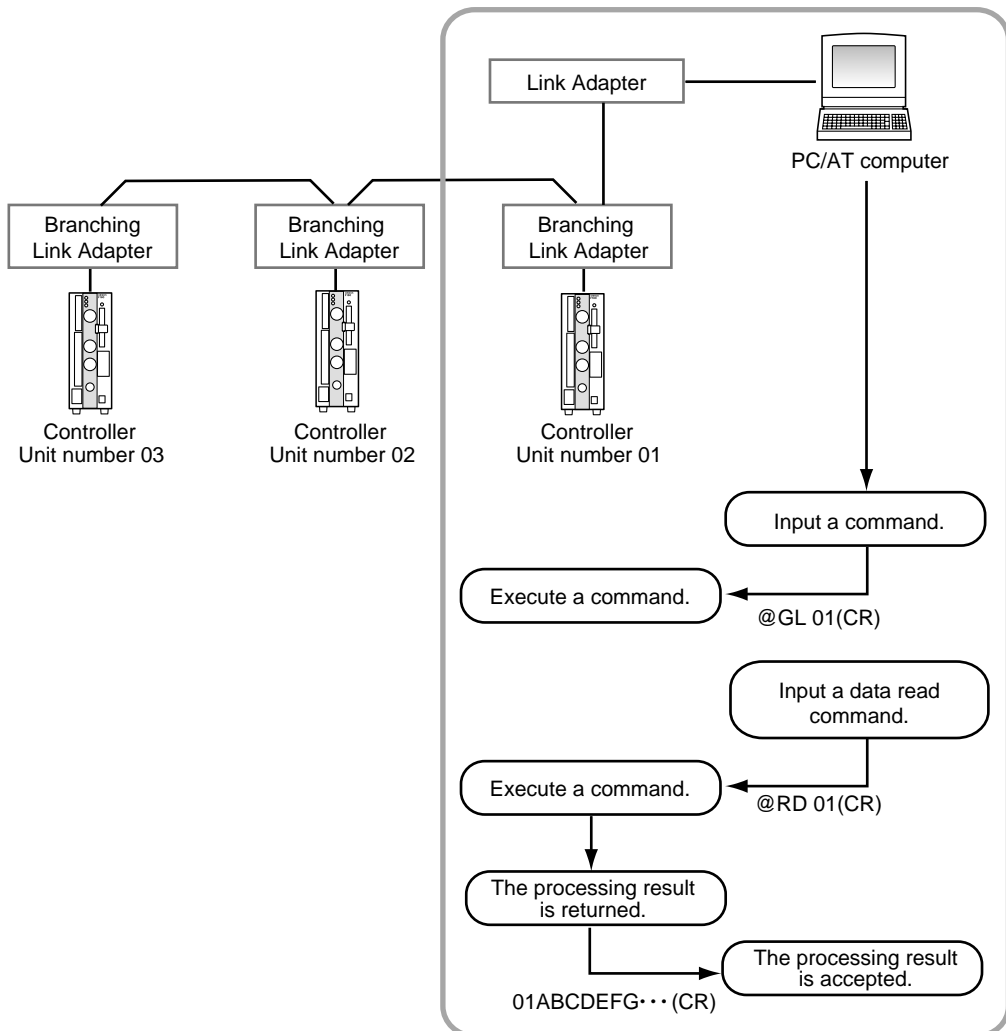 Link Adapter
PC/AT computer
Branching
Link Adapter
Branching
Link Adapter
Branching
Link Adapter
Controller
Unit number 03
Controller
Unit number 02
Controller
Unit number 01
Input a command.
Execute a command.
@GL 01(CR)
Input a data read
command.
Execute a command.
@RD 01(CR)
The processing result
is returned.
The processing result
is accepted.
01ABCDEFG･･･(CR)